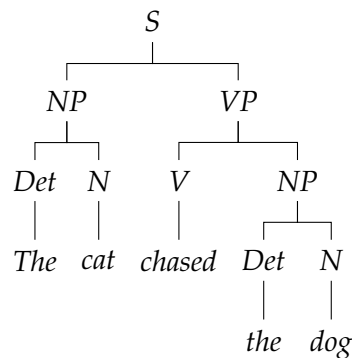 S
NP VP
Det N V NP
The cat chased Det N
the dog